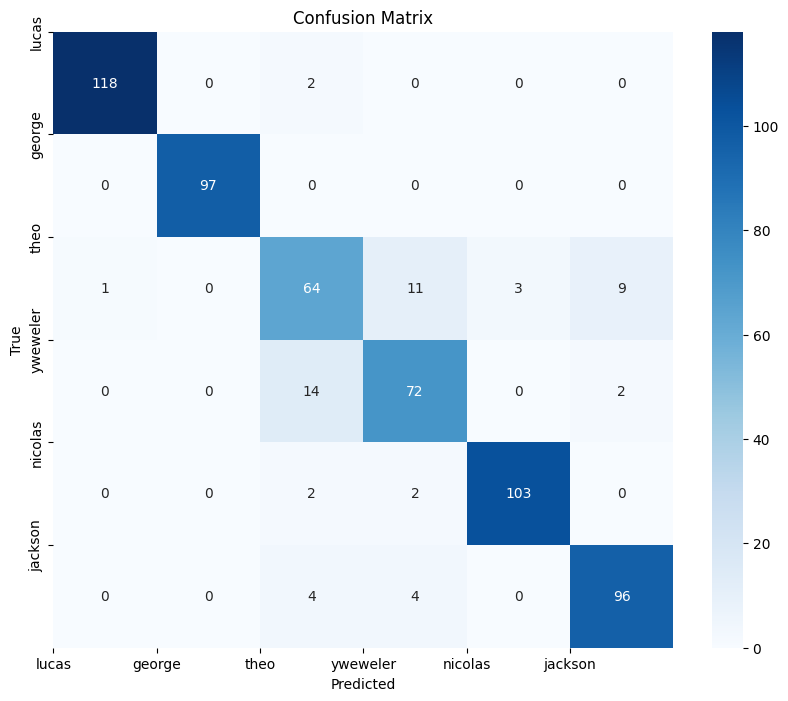 Confusion Matrix
lucas
118 0 2 0 0 0
george
0 97 0 0 0 0
theo
1 0 64 11 3 9
yweweler
0 0 14 72 0 2
nicolas
0 0 2 2 103 0
jackson
0 0 4 4 0 96
True
lucas george theo yweweler nicolas jackson
Predicted
100
80
60
40
20
0